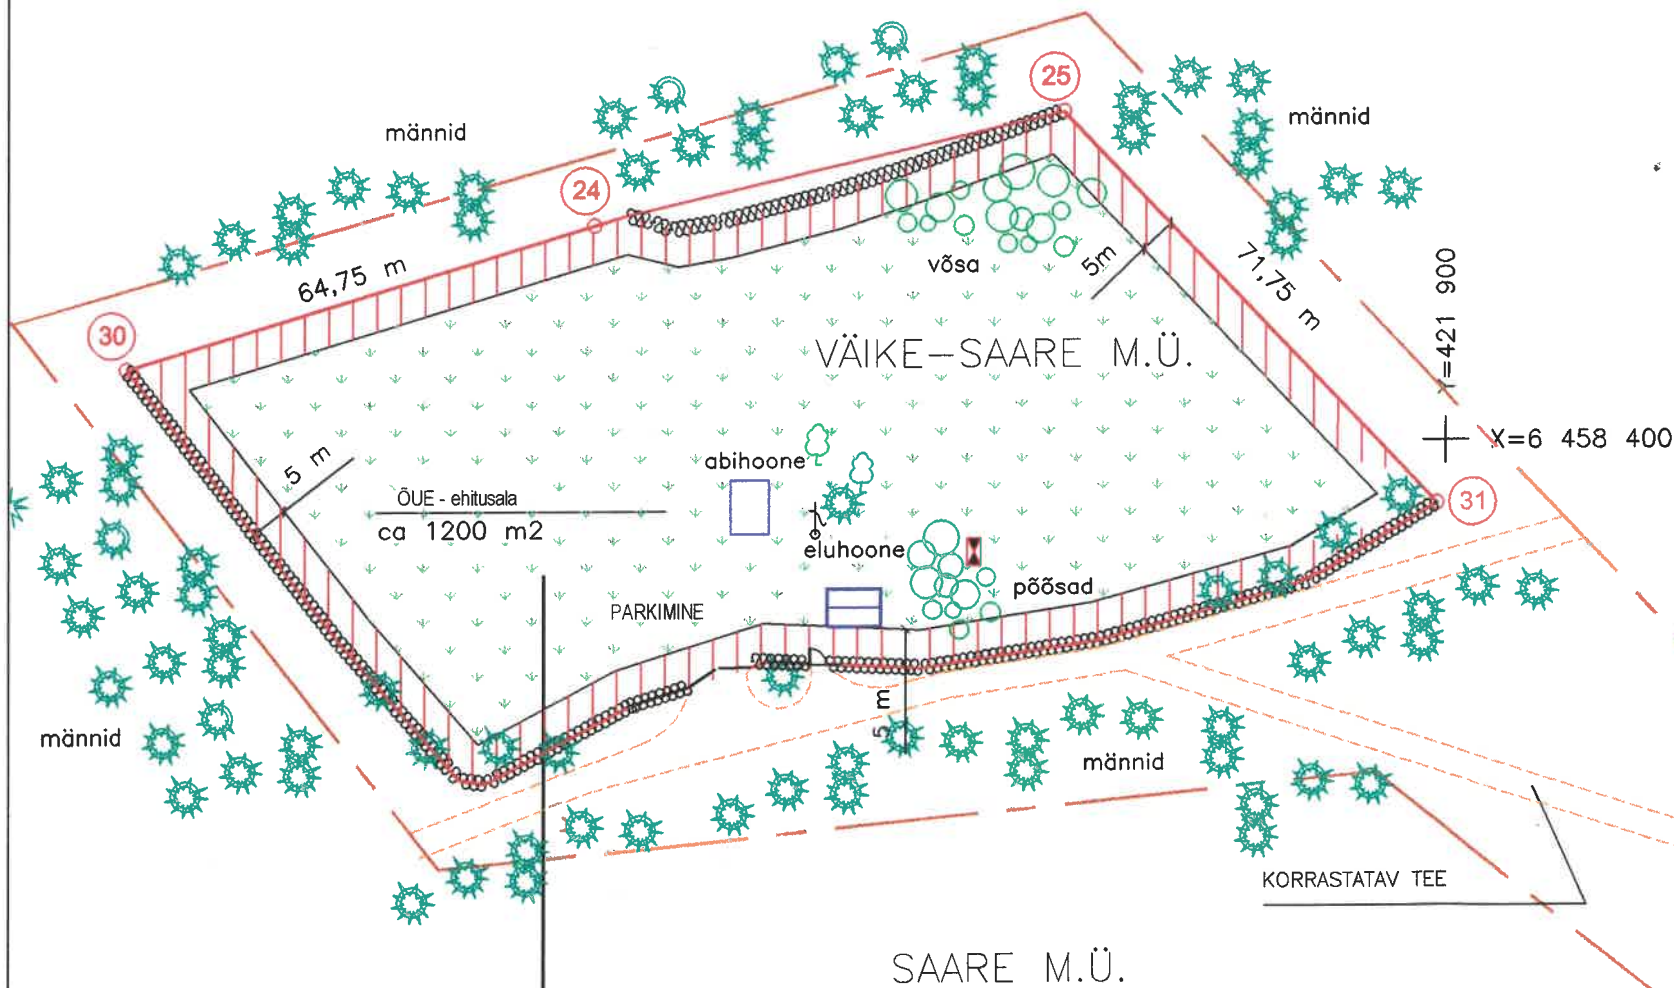 25
männid
männid
24
64,75 m
võsa
5m
71,75 m
Y=421 900
30
VÄIKE-SAARE M.Ü.
X=6 458 400
abihoone
5 m
ÕUE - ehitusala
ca 1200 m2
31
eluhoone
põõsad
PARKIMINE
5 m
männid
männid
KORRASTATAV TEE
SAARE M.Ü.